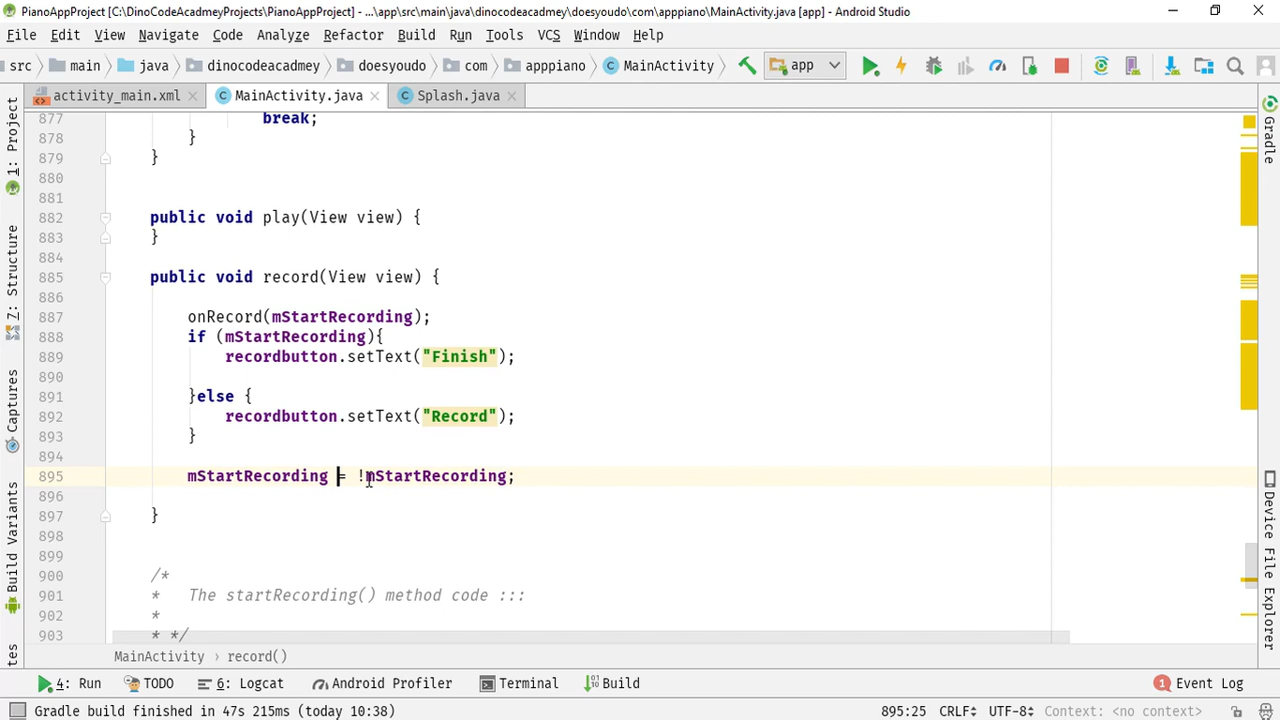 PianoAppProject [C:\DinoCodeAcadmeyProjects\PianoAppProject] - ...\app\src\main\java\dinocodeacadmey\doesyoudo\com\apppiano\MainActivity.java [app] - Android Studio
File Edit View Navigate Code Analyze Refactor Build Run Tools VCS Window Help
src main java dinocodeacadmey doesyoudo com apppiano MainActivity app
activity_main.xml MainActivity.java Splash.java
877 break;
878 }
879 }
880
881
882 public void play(View view) {
883 }
884
885 public void record(View view) {
886
887 onRecord(mStartRecording);
888 if (mStartRecording){
889 recordbutton.setText("Finish");
890
891 }else {
892 recordbutton.setText("Record");
893 }
894
895 mStartRecording = !mStartRecording;
896
897 }
898
899
900 /*
901 * The startRecording() method code :::
902 *
903 * */
MainActivity › record()
1: Project
7: Structure
Captures
Build Variants
Gradle
Device File Explorer
4: Run TODO 6: Logcat Android Profiler Terminal Build 1 Event Log
Gradle build finished in 47s 215ms (today 10:38) 895:25 CRLF UTF-8 Context: <no context>